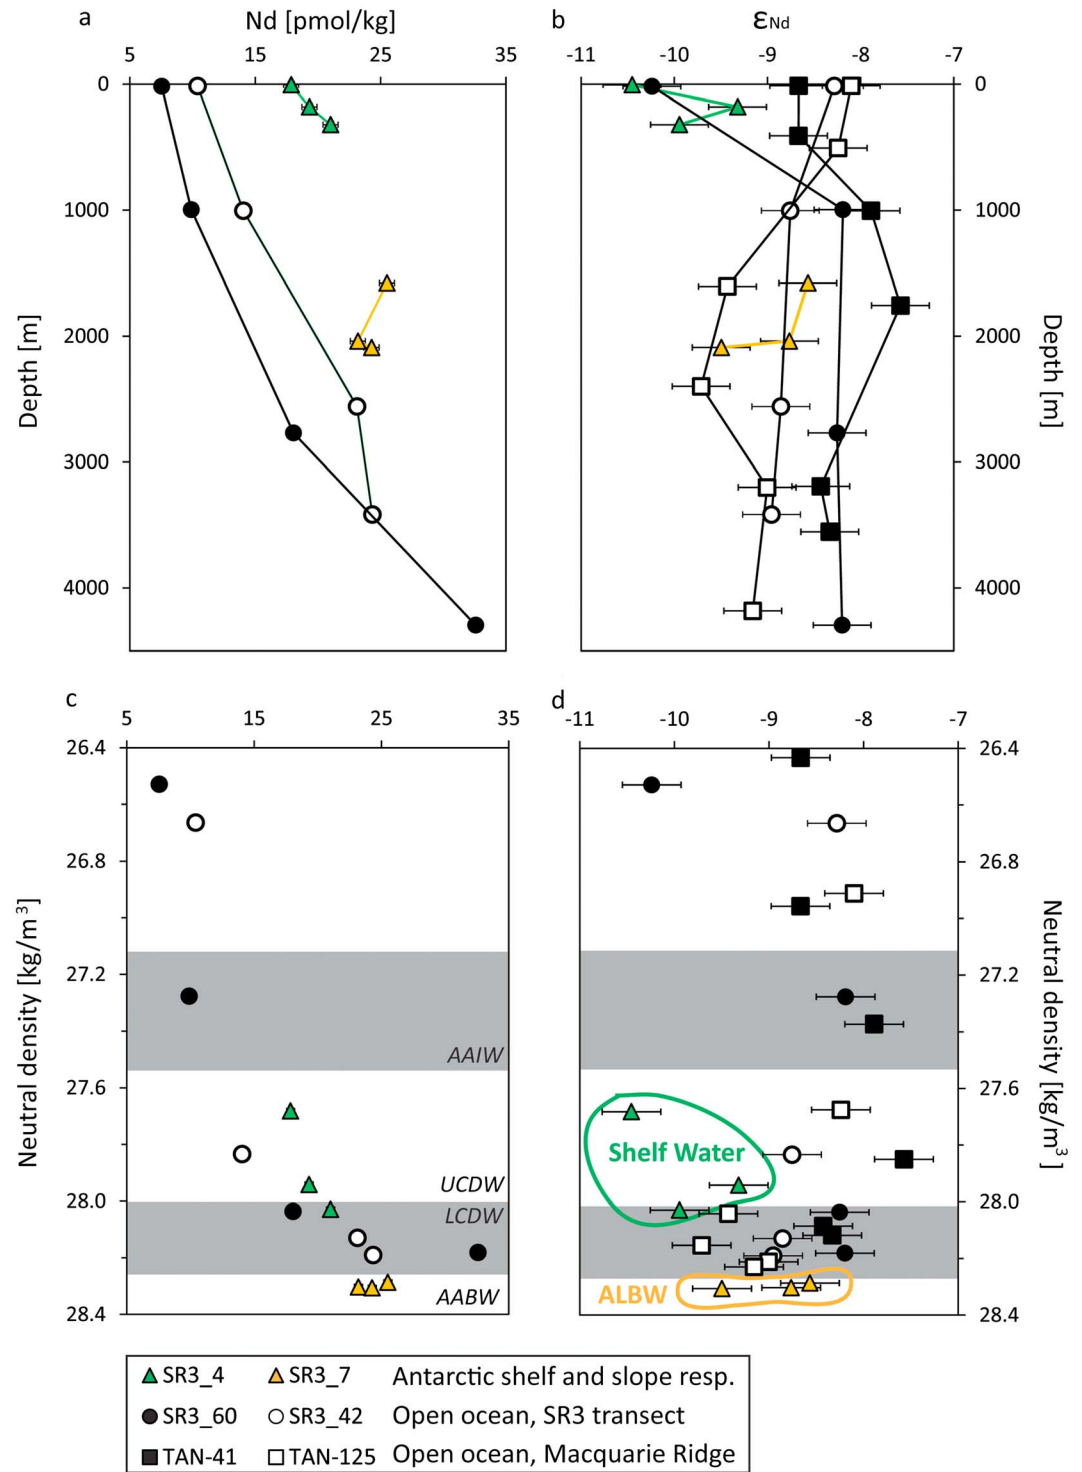 a
Nd [pmol/kg]
5 15 25 35
0
1000
2000
3000
4000
Depth [m]
b
εNd
-11 -10 -9 -8 -7
0
1000
2000
3000
4000
Depth [m]
c
5 15 25 35
26.4
26.8
27.2
27.6
28.0
28.4
Neutral density [kg/m³]
AAIW
UCDW
LCDW
AABW
d
-11 -10 -9 -8 -7
26.4
26.8
27.2
27.6
28.0
28.4
Neutral density [kg/m³]
Shelf Water
ALBW
SR3_4 SR3_7 Antarctic shelf and slope resp.
SR3_60 SR3_42 Open ocean, SR3 transect
TAN-41 TAN-125 Open ocean, Macquarie Ridge